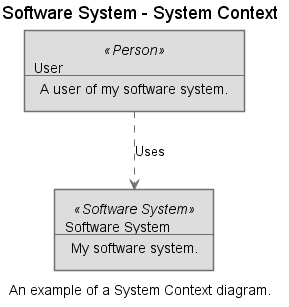 Software System - System Context
«Person»
User
A user of my software system.
Uses
«Software System»
Software System
My software system.
An example of a System Context diagram.